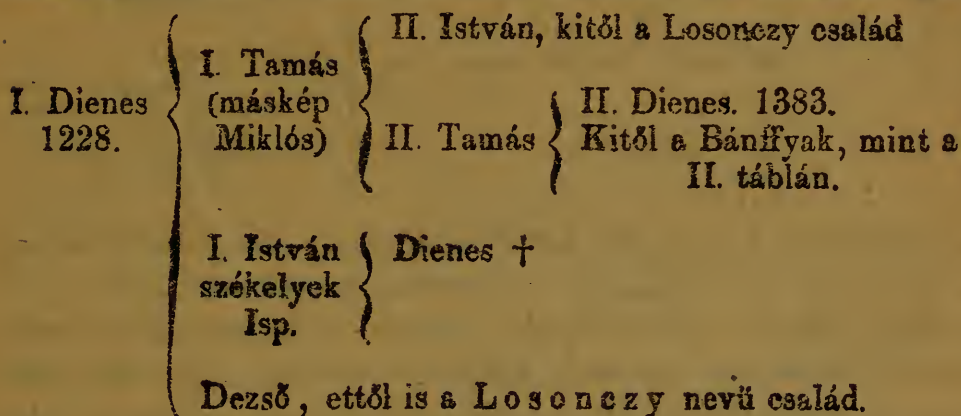 II. István, kitől a Losonczy család
I. Tamás
I. Dienes
(máskép
II. Dienes. 1383.
1228.
Miklós)
II. Tamás
Kitől a Bánffyak, mint a
II. táblán.
I. István
Dienes †
székelyek
Isp.
Dezső, ettől is a Losonczy nevü család.